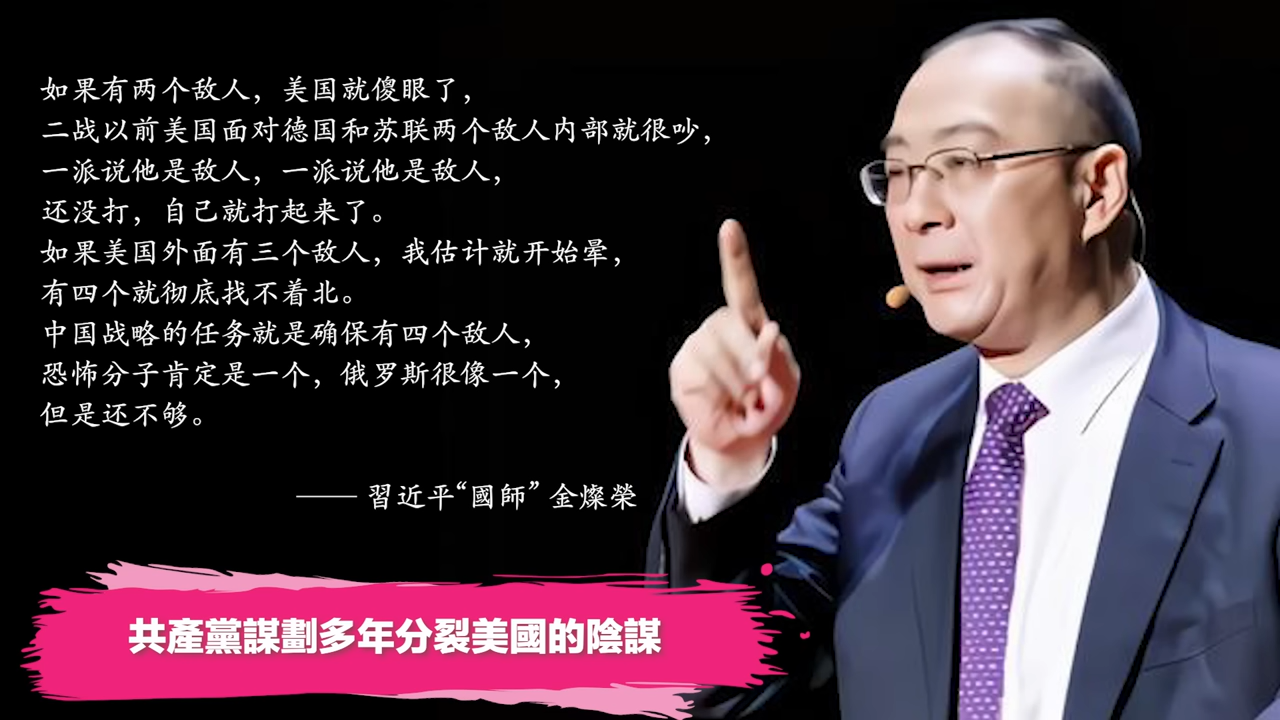 如果有两个敌人，美国就傻眼了，
二战以前美国面对德国和苏联两个敌人内部就很吵，
一派说他是敌人，一派说他是敌人，
还没打，自己就打起来了。
如果美国外面有三个敌人，我估计就开始晕，
有四个就彻底找不着北。
中国战略的任务就是确保有四个敌人，
恐怖分子肯定是一个，俄罗斯很像一个，
但是还不够。
—— 習近平“國師” 金燦榮
共產黨謀劃多年分裂美國的陰謀